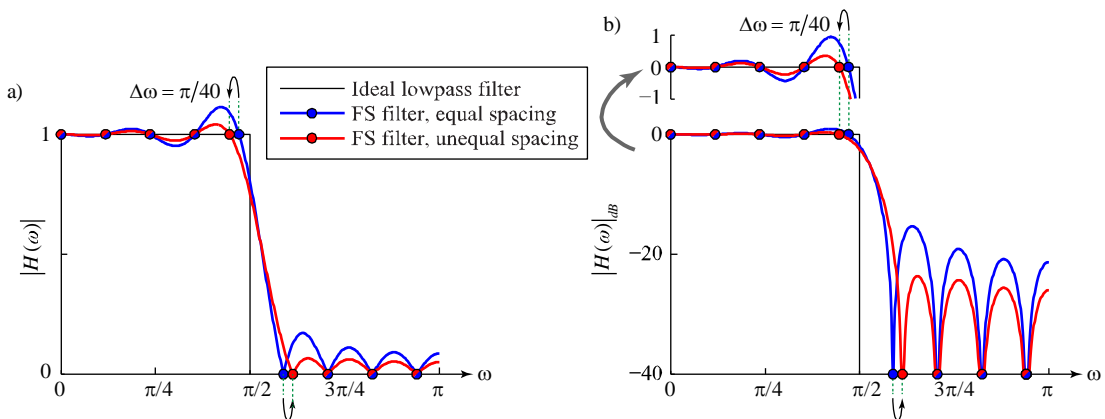 a)
Δω = π/40
1
0
|H(ω)|
0
π/4
π/2
3π/4
π
ω
Ideal lowpass filter
FS filter, equal spacing
FS filter, unequal spacing
b)
Δω = π/40
1
0
−1
0
−20
−40
|H(ω)|dB
0
π/4
π/2
3π/4
π
ω